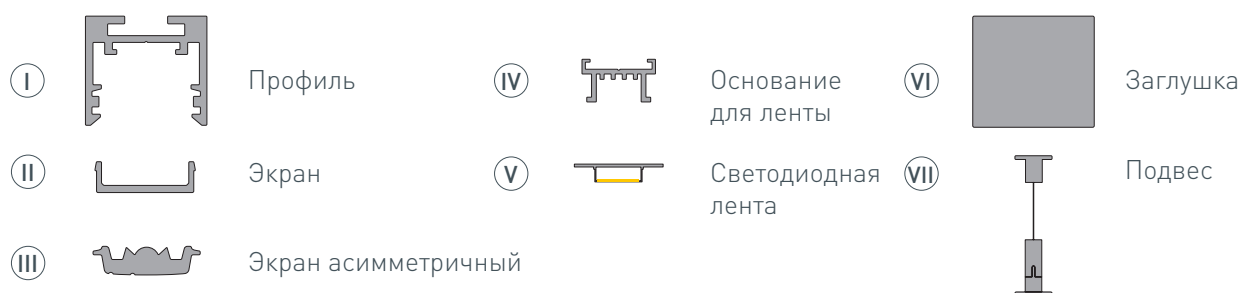 I
Профиль
II
Экран
III
Экран асимметричный
IV
Основание
для ленты
V
Светодиодная
лента
VI
Заглушка
VII
Подвес